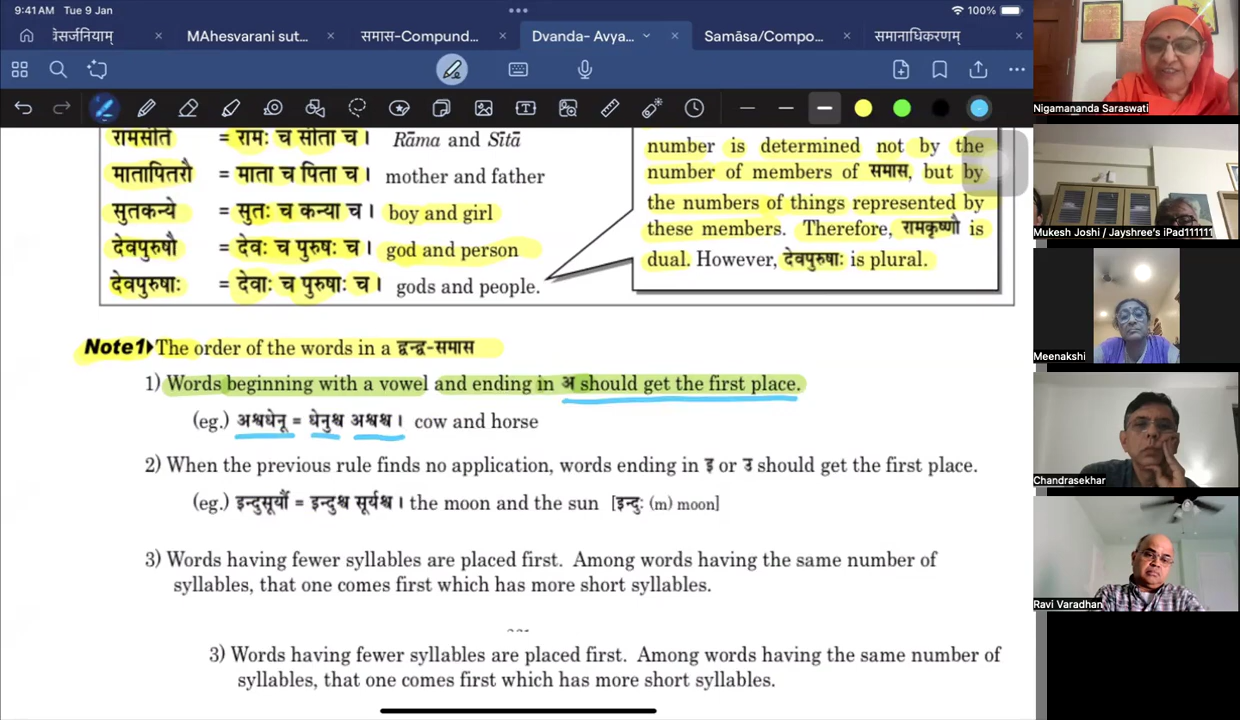 9:41 AM Tue 9 Jan
100%
वेसर्जनियाम्
MAhesvarani sut...
समास-Compund...
Dvanda- Avya...
Samāsa/Compo...
समानाधिकरणम्
रामसीते = रामः च सीता च। Rāma and Sītā
मातापितरौ = माता च पिता च। mother and father
सुतकन्ये = सुतः च कन्या च। boy and girl
देवपुरुषौ = देवः च पुरुषः च। god and person
देवपुरुषाः = देवाः च पुरुषाः च। gods and people.
number is determined not by the
number of members of समास, but by
the numbers of things represented by
these members. Therefore, रामकृष्णौ is
dual. However, देवपुरुषाः is plural.
Note1 The order of the words in a द्वन्द्व-समास
1) Words beginning with a vowel and ending in अ should get the first place.
(eg.) अश्वधेनू = धेनुश्च अश्वश्च। cow and horse
2) When the previous rule finds no application, words ending in इ or उ should get the first place.
(eg.) इन्दुसूर्यौ = इन्दुश्च सूर्यश्च। the moon and the sun [इन्दुः (m) moon]
3) Words having fewer syllables are placed first. Among words having the same number of
syllables, that one comes first which has more short syllables.
3) Words having fewer syllables are placed first. Among words having the same number of
syllables, that one comes first which has more short syllables.
Nigamananda Saraswati
Mukesh Joshi / Jayshree's iPad111111
Meenakshi
Chandrasekhar
Ravi Varadhan